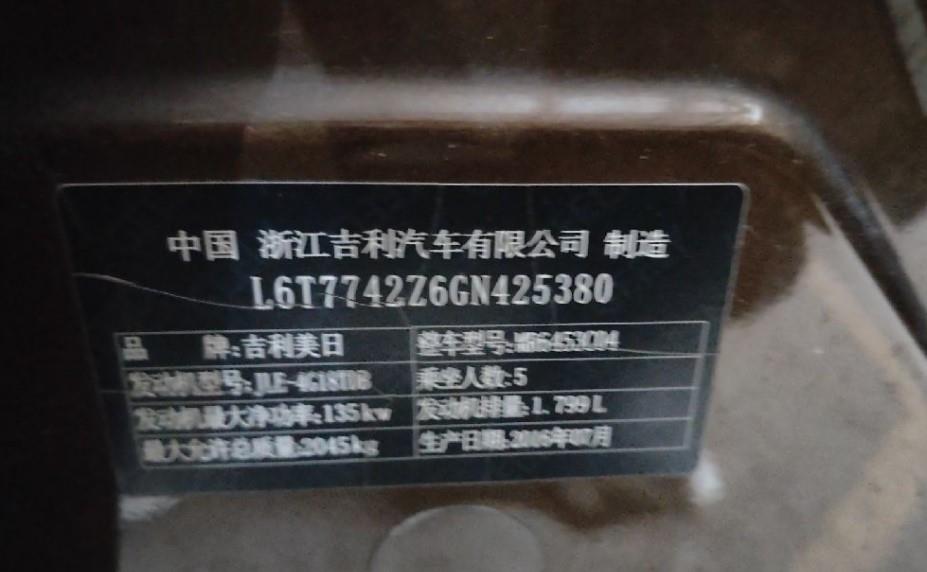 中国 浙江吉利汽车有限公司 制造
L6T7742Z6GN425380
品 牌:吉利美日 整车型号:MR6453C04
发动机型号:JLE-4G18TDB 乘坐人数:5
发动机最大净功率:135kw 发动机排量:1.799L
最大允许总质量:2045kg 生产日期:2016年07月